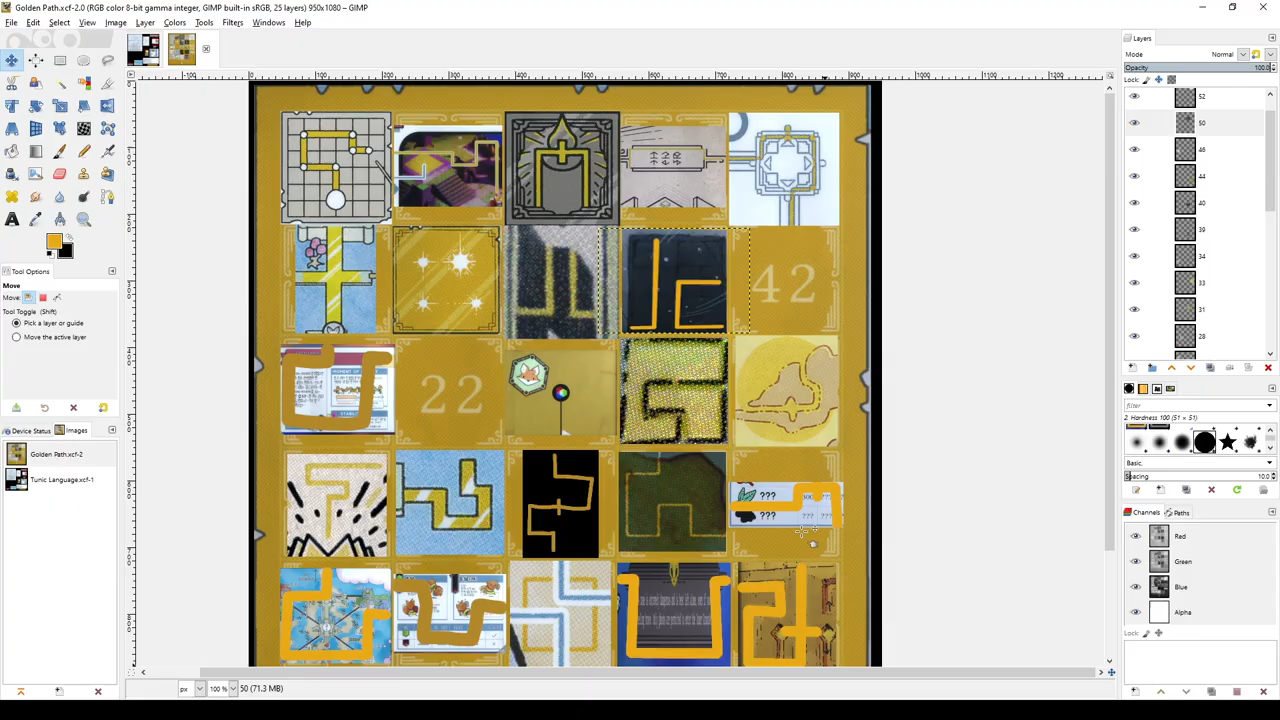 Golden Path.xcf-2.0 (RGB color 8-bit gamma integer, GIMP built-in sRGB, 25 layers) 950x1080 – GIMP
File Edit Select View Image Layer Colors Tools Filters Windows Help
Layers
Mode Normal
Opacity 100.0
Lock:
52
50
46
44
40
39
34
33
31
28
Tool Options
Move
Move:
Tool Toggle (Shift)
Pick a layer or guide
Move the active layer
Device Status Images
Golden Path.xcf-2
Tunic Language.xcf-1
42
22
???
???
filter
2. Hardness 100 (51 × 51)
Basic,
Spacing 10.0
Channels Paths
Red
Green
Blue
Alpha
Lock:
px 100 % 50 (71.3 MB)